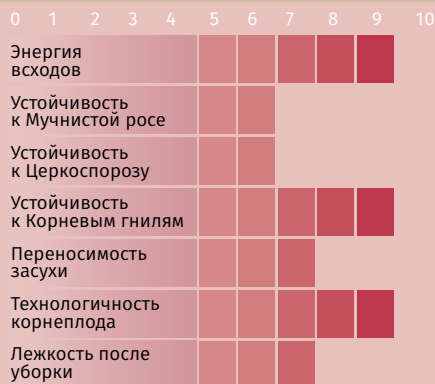 0 1 2 3 4 5 6 7 8 9 10
Энергия
всходов
Устойчивость
к Мучнистой росе
Устойчивость
к Церкоспорозу
Устойчивость
к Корневым гнилям
Переносимость
засухи
Технологичность
корнеплода
Лежкость после
уборки